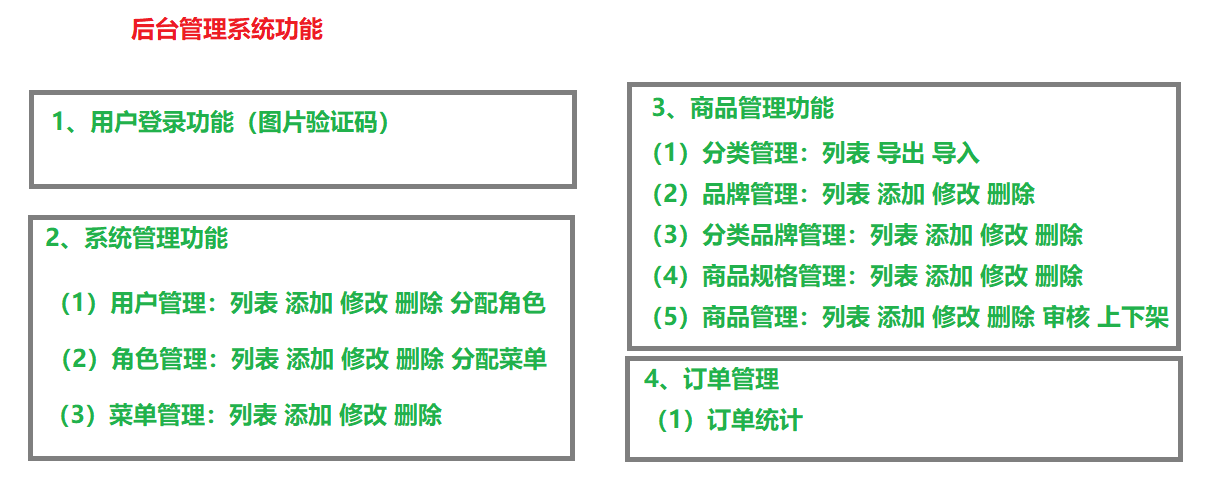 后台管理系统功能
1、用户登录功能（图片验证码）
2、系统管理功能
（1）用户管理：列表 添加 修改 删除 分配角色
（2）角色管理：列表 添加 修改 删除 分配菜单
（3）菜单管理：列表 添加 修改 删除
3、商品管理功能
（1）分类管理：列表 导出 导入
（2）品牌管理：列表 添加 修改 删除
（3）分类品牌管理：列表 添加 修改 删除
（4）商品规格管理：列表 添加 修改 删除
（5）商品管理：列表 添加 修改 删除 审核 上下架
4、订单管理
（1）订单统计